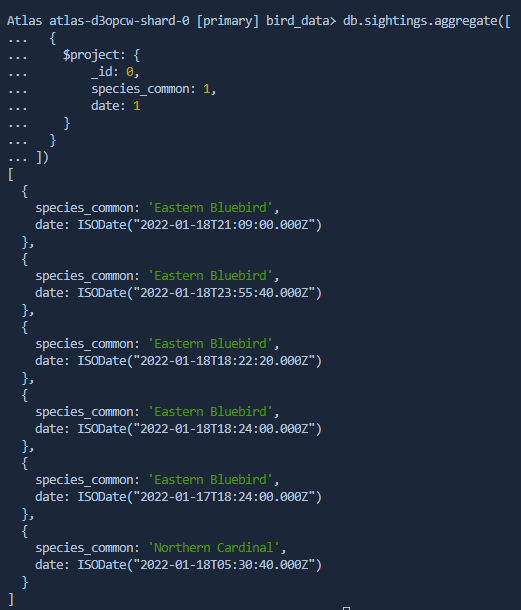 Atlas atlas-d3opcw-shard-0 [primary] bird_data> db.sightings.aggregate([
...   {
...     $project: {
...         _id: 0,
...         species_common: 1,
...         date: 1
...     }
...   }
... ])
[
  {
    species_common: 'Eastern Bluebird',
    date: ISODate("2022-01-18T21:09:00.000Z")
  },
  {
    species_common: 'Eastern Bluebird',
    date: ISODate("2022-01-18T23:55:40.000Z")
  },
  {
    species_common: 'Eastern Bluebird',
    date: ISODate("2022-01-18T18:22:20.000Z")
  },
  {
    species_common: 'Eastern Bluebird',
    date: ISODate("2022-01-18T18:24:00.000Z")
  },
  {
    species_common: 'Eastern Bluebird',
    date: ISODate("2022-01-17T18:24:00.000Z")
  },
  {
    species_common: 'Northern Cardinal',
    date: ISODate("2022-01-18T05:30:40.000Z")
  }
]